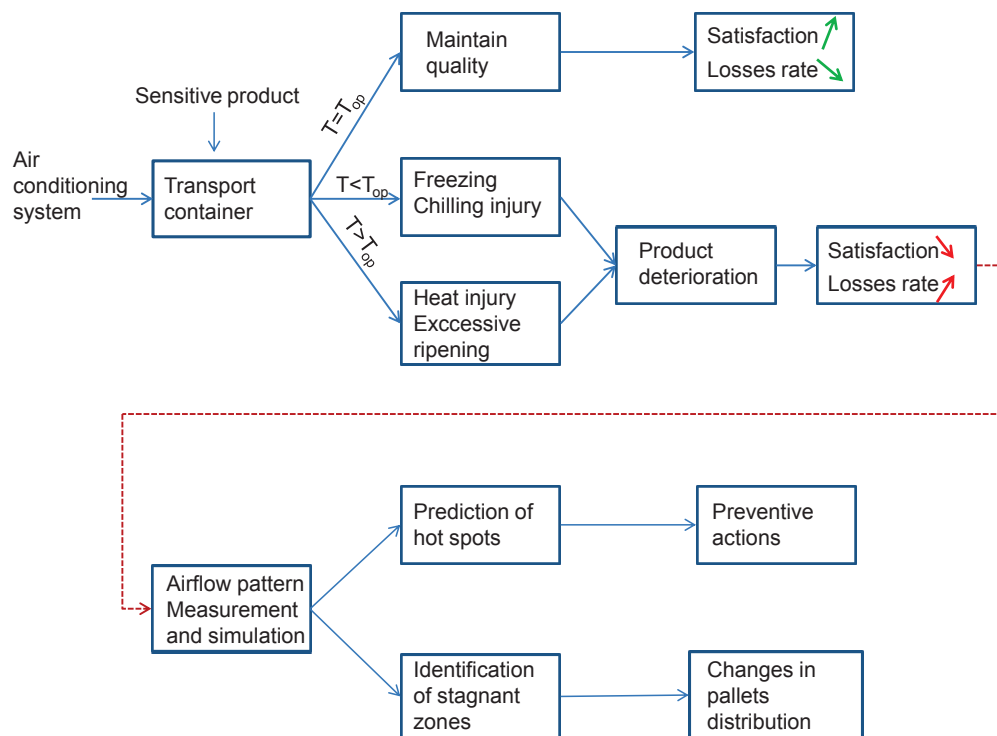 Sensitive product
Air
conditioning
system
Transport
container
T=Top
T<Top
T>Top
Maintain
quality
Satisfaction
Losses rate
Freezing
Chilling injury
Heat injury
Exccessive
ripening
Product
deterioration
Satisfaction
Losses rate
Airflow pattern
Measurement
and simulation
Prediction of
hot spots
Preventive
actions
Identification
of stagnant
zones
Changes in
pallets
distribution